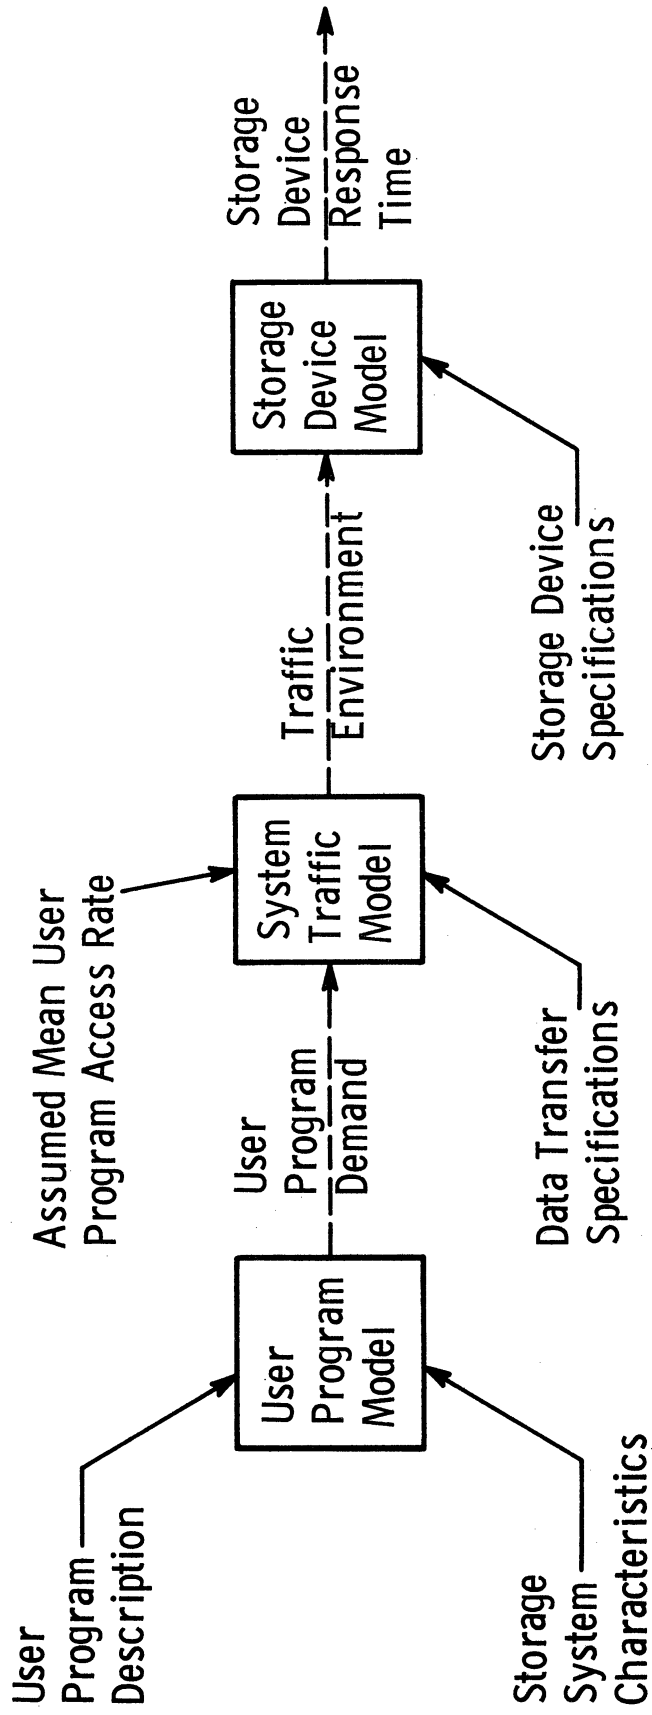 User
Program
Description
Assumed Mean User
Program Access Rate
User
Program
Model
User
Program
Demand
System
Traffic
Model
Traffic
Environment
Storage
Device
Model
Storage
Device
Response
Time
Storage
System
Characteristics
Data Transfer
Specifications
Storage Device
Specifications